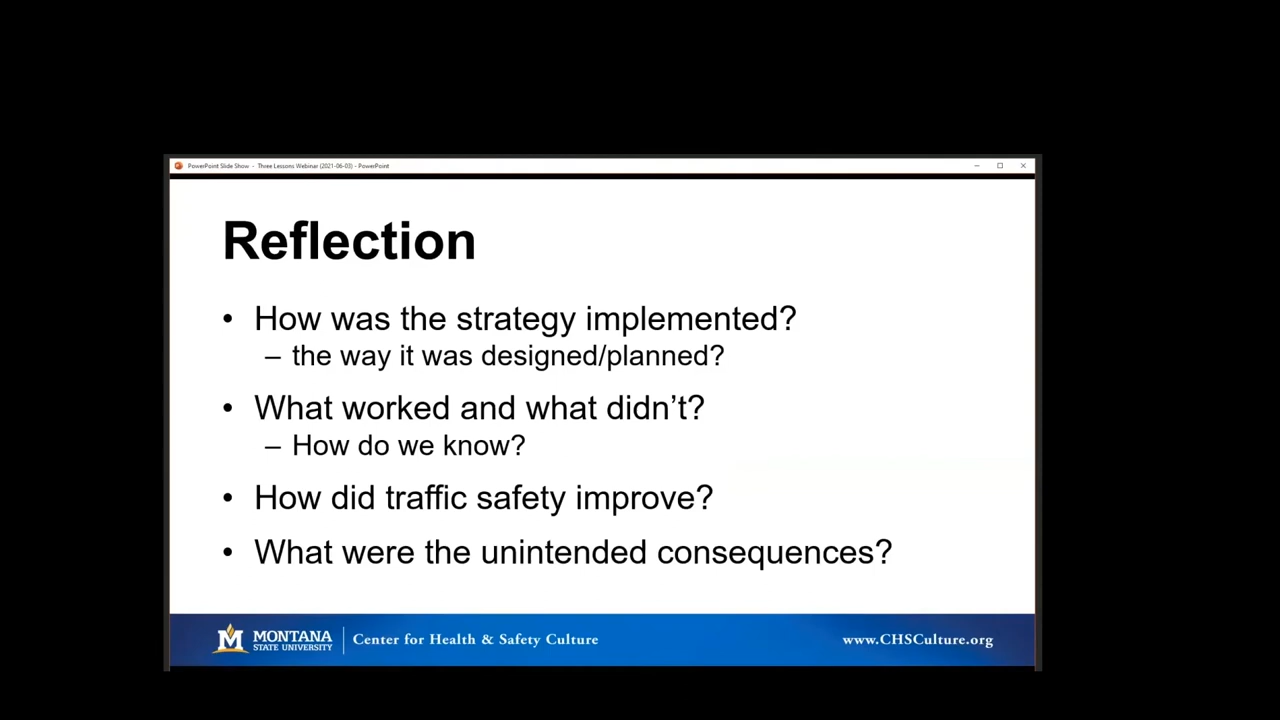 PowerPoint Slide Show - Three Lessons Webinar (2021-06-03) - PowerPoint
Reflection
• How was the strategy implemented?
– the way it was designed/planned?
• What worked and what didn’t?
– How do we know?
• How did traffic safety improve?
• What were the unintended consequences?
M MONTANA STATE UNIVERSITY | Center for Health & Safety Culture
www.CHSCulture.org